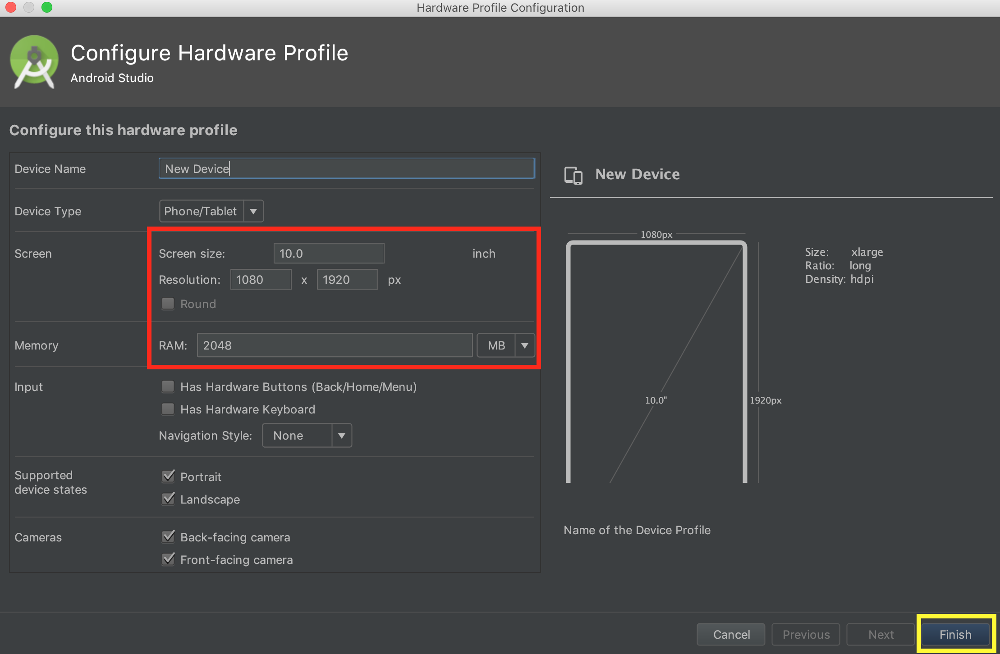 Hardware Profile Configuration
Configure Hardware Profile
Android Studio
Configure this hardware profile
Device Name New Device
Device Type Phone/Tablet
Screen Screen size: 10.0 inch
Resolution: 1080 x 1920 px
Round
Memory RAM: 2048 MB
Input Has Hardware Buttons (Back/Home/Menu)
Has Hardware Keyboard
Navigation Style: None
Supported
device states
Portrait
Landscape
Cameras Back-facing camera
Front-facing camera
New Device
1080px
Size: xlarge
Ratio: long
Density: hdpi
10.0"
1920px
Name of the Device Profile
Cancel Previous Next Finish